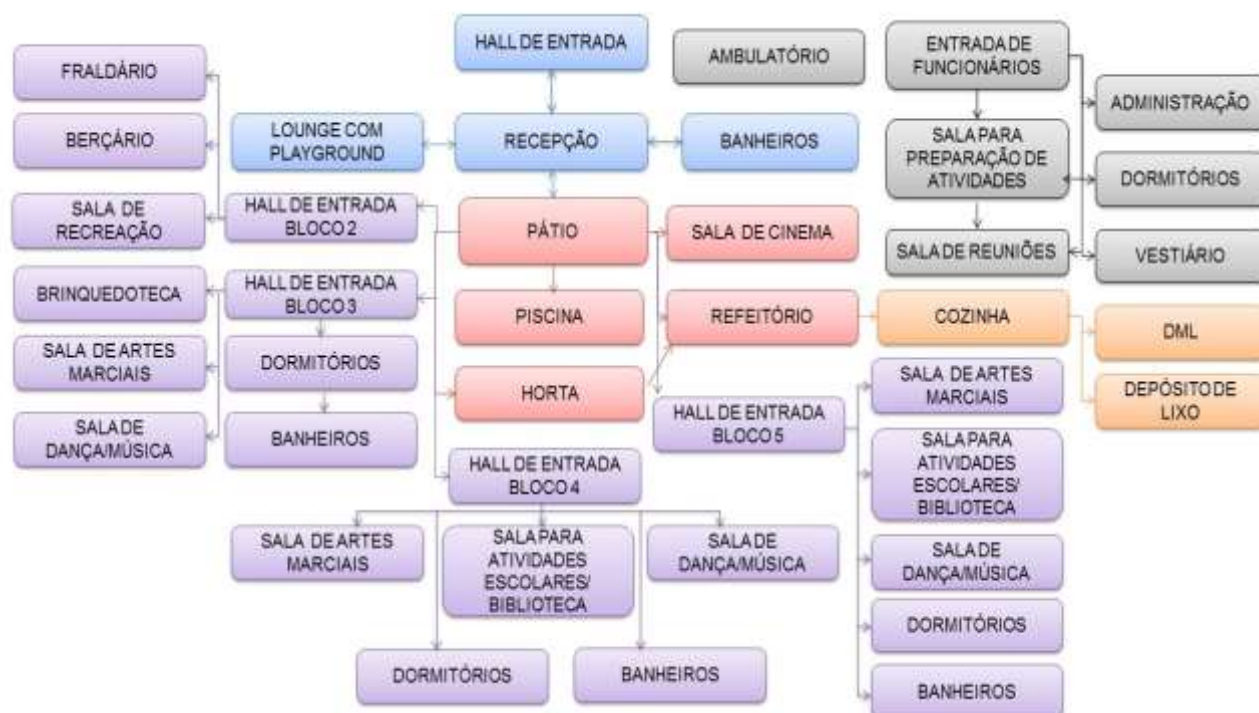 HALL DE ENTRADA
AMBULATÓRIO
ENTRADA DE
FUNCIONÁRIOS
FRALDÁRIO
ADMINISTRAÇÃO
BERÇÁRIO
LOUNGE COM
PLAYGROUND
RECEPÇÃO
BANHEIROS
SALA PARA
PREPARAÇÃO DE
ATIVIDADES
DORMITÓRIOS
SALA DE
RECREAÇÃO
HALL DE ENTRADA
BLOCO 2
PÁTIO
SALA DE CINEMA
SALA DE REUNIÕES
VESTIÁRIO
BRINQUEDOTECA
HALL DE ENTRADA
BLOCO 3
PISCINA
REFEITÓRIO
COZINHA
DML
SALA DE ARTES
MARCIAIS
DORMITÓRIOS
HORTA
SALA DE ARTES
MARCIAIS
DEPÓSITO DE
LIXO
SALA DE
DANÇA/MÚSICA
BANHEIROS
HALL DE ENTRADA
BLOCO 5
HALL DE ENTRADA
BLOCO 4
SALA PARA
ATIVIDADES
ESCOLARES/
BIBLIOTECA
SALA DE ARTES
MARCIAIS
SALA PARA
ATIVIDADES
ESCOLARES/
BIBLIOTECA
SALA DE
DANÇA/MÚSICA
SALA DE
DANÇA/MÚSICA
DORMITÓRIOS
DORMITÓRIOS
BANHEIROS
BANHEIROS